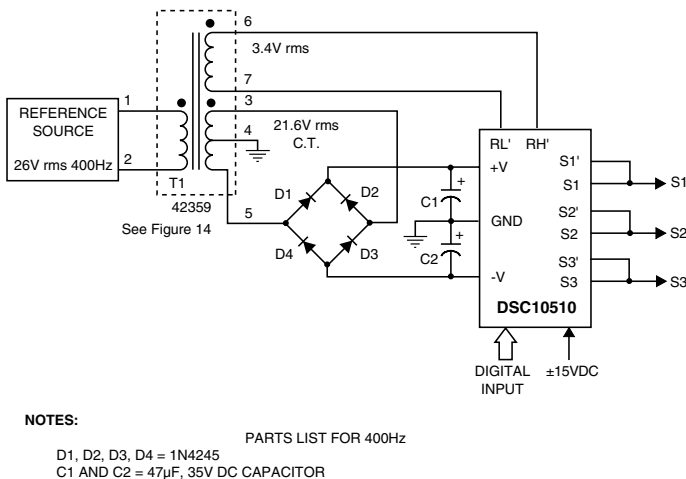 6
3.4V rms
7
1
3
REFERENCE
SOURCE
21.6V rms
C.T.
4
RL' RH'
26V rms 400Hz
2
T1
42359
See Figure 14
5
D1
D2
D4
D3
+
C1
+
C2
+V
GND
-V
S1'
S1
S1
S2'
S2
S2
S3'
S3
S3
DSC10510
DIGITAL
INPUT
±15VDC
NOTES:
PARTS LIST FOR 400Hz
D1, D2, D3, D4 = 1N4245
C1 AND C2 = 47µF, 35V DC CAPACITOR